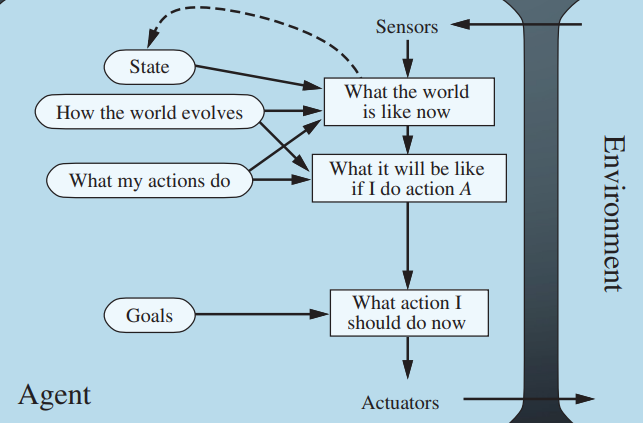 Sensors
State
What the world
is like now
How the world evolves
What it will be like
if I do action A
What my actions do
Environment
What action I
should do now
Goals
Agent
Actuators